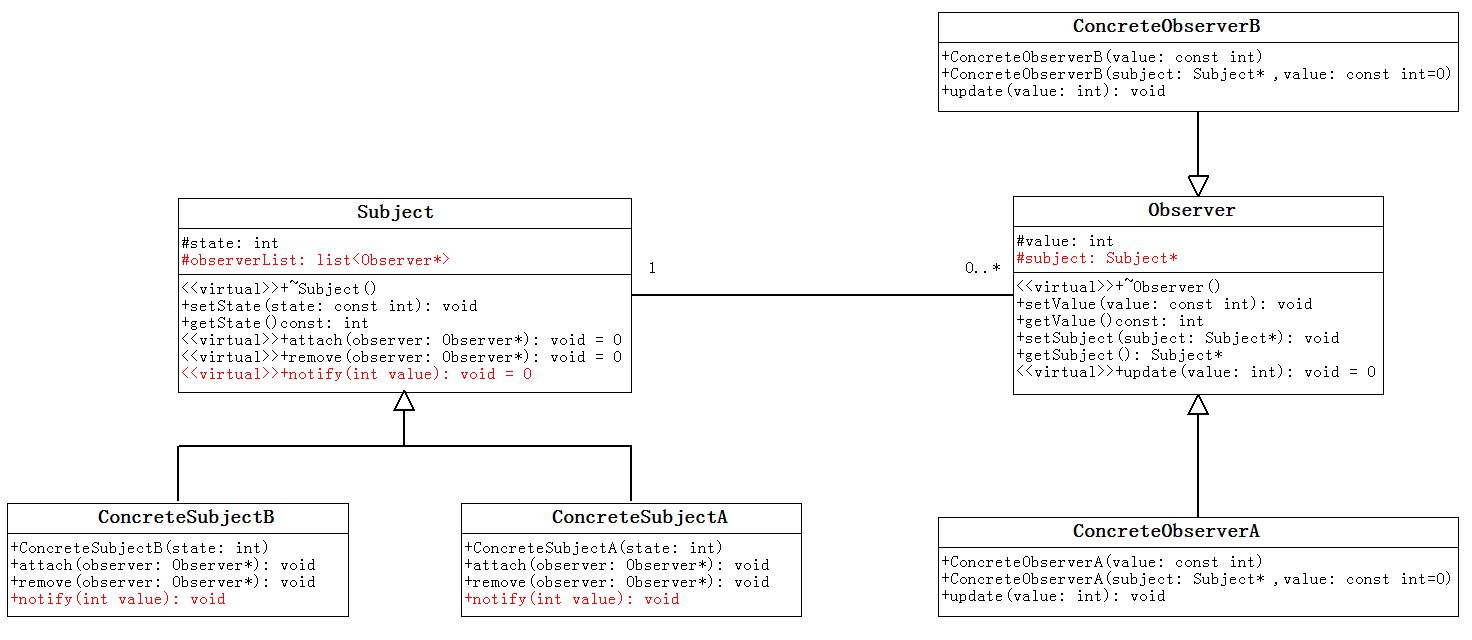 ConcreteObserverB
+ConcreteObserverB(value: const int)
+ConcreteObserverB(subject: Subject* ,value: const int=0)
+update(value: int): void
Subject
#state: int
#observerList: list<Observer*>
<<virtual>>+~Subject()
+setState(state: const int): void
+getState()const: int
<<virtual>>+attach(observer: Observer*): void = 0
<<virtual>>+remove(observer: Observer*): void = 0
<<virtual>>+notify(int value): void = 0
1
0..*
Observer
#value: int
#subject: Subject*
<<virtual>>+~Observer()
+setValue(value: const int): void
+getValue()const: int
+setSubject(subject: Subject*): void
+getSubject(): Subject*
<<virtual>>+update(value: int): void = 0
ConcreteSubjectB
+ConcreteSubjectB(state: int)
+attach(observer: Observer*): void
+remove(observer: Observer*): void
+notify(int value): void
ConcreteSubjectA
+ConcreteSubjectA(state: int)
+attach(observer: Observer*): void
+remove(observer: Observer*): void
+notify(int value): void
ConcreteObserverA
+ConcreteObserverA(value: const int)
+ConcreteObserverA(subject: Subject* ,value: const int=0)
+update(value: int): void